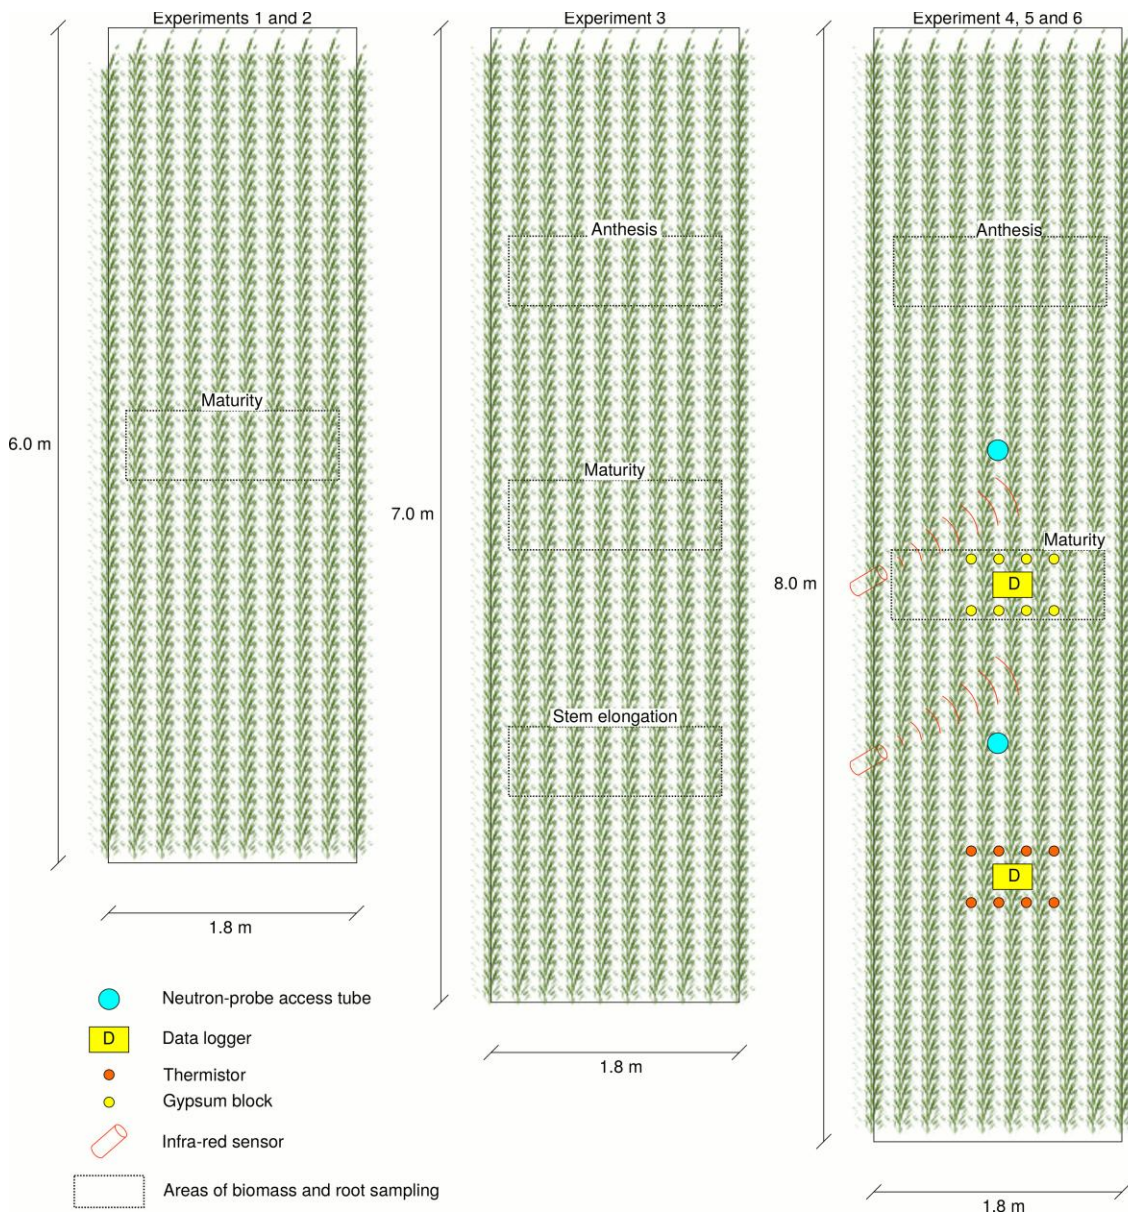 Experiments 1 and 2
Experiment 3
Experiment 4, 5 and 6
Anthesis
Anthesis
Maturity
6.0 m
Maturity
7.0 m
Maturity
8.0 m
D
Stem elongation
D
1.8 m
Neutron-probe access tube
D
Data logger
1.8 m
Thermistor
Gypsum block
Infra-red sensor
Areas of biomass and root sampling
1.8 m